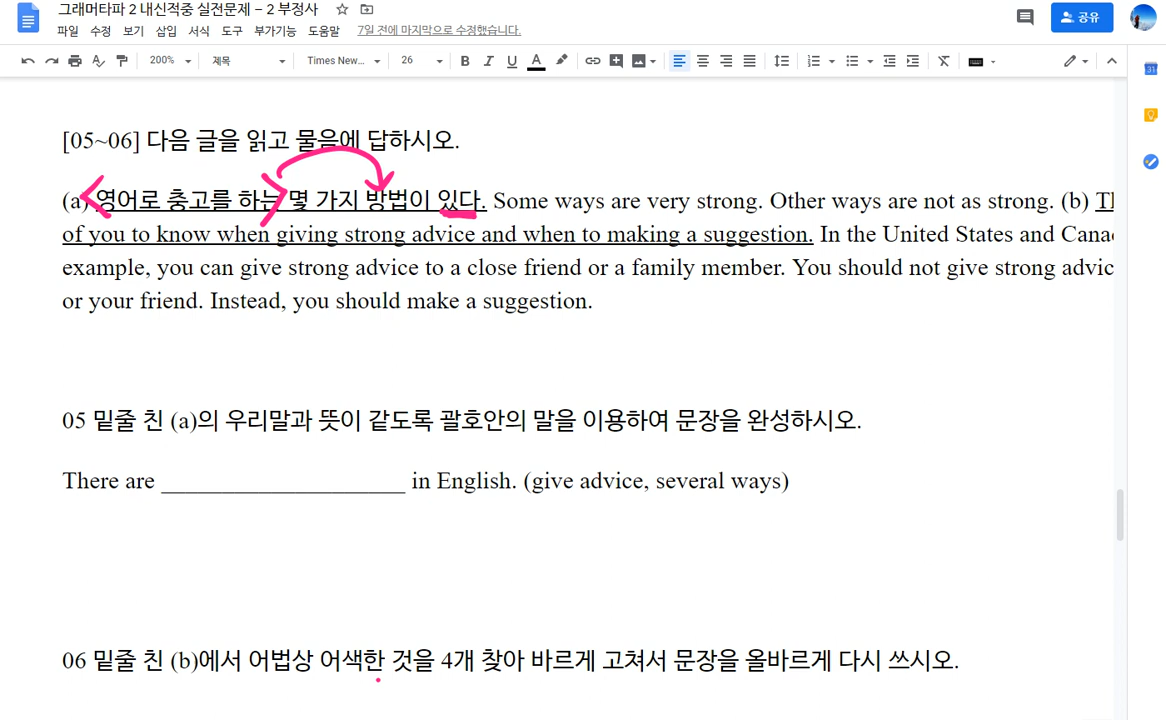 그래머타파 2 내신적중 실전문제 – 2 부정사
파일 수정 보기 삽입 서식 도구 부가기능 도움말 7일 전에 마지막으로 수정했습니다.
공유
200% 제목 Times New... 26 B I U A
31
[05~06] 다음 글을 읽고 물음에 답하시오.
(a) 영어로 충고를 하는 몇 가지 방법이 있다. Some ways are very strong. Other ways are not as strong. (b)
of you to know when giving strong advice and when to making a suggestion. In the United States and
example, you can give strong advice to a close friend or a family member. You should not give strong advic
or your friend. Instead, you should make a suggestion.
05 밑줄 친 (a)의 우리말과 뜻이 같도록 괄호안의 말을 이용하여 문장을 완성하시오.
There are ____________________ in English. (give advice, several ways)
06 밑줄 친 (b)에서 어법상 어색한 것을 4개 찾아 바르게 고쳐서 문장을 올바르게 다시 쓰시오.